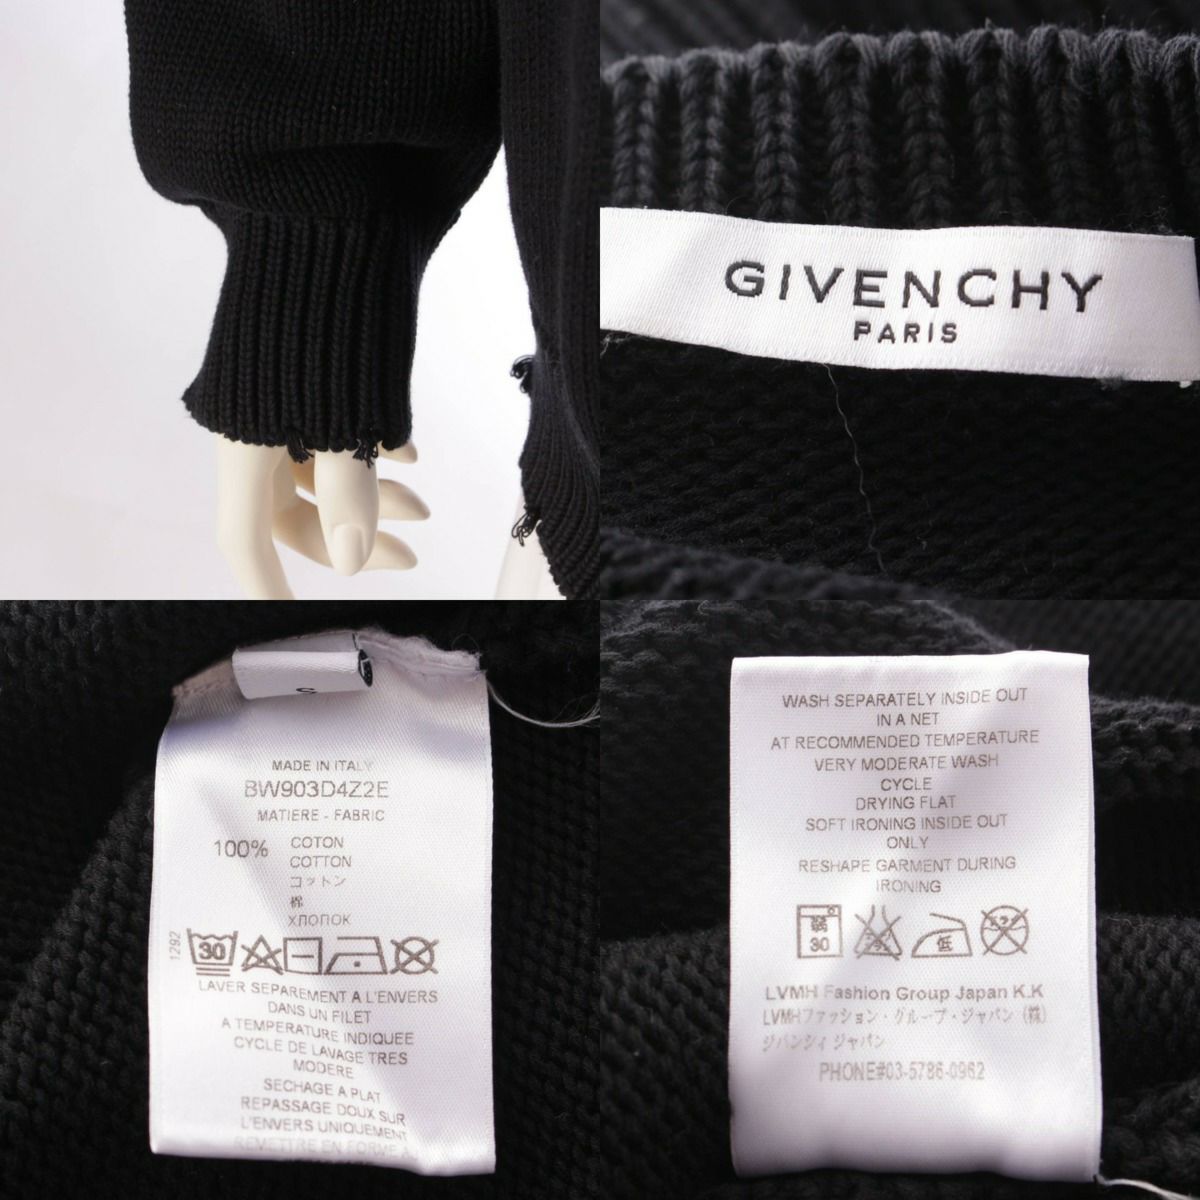 GIVENCHY
PARIS
S
MADE IN ITALY
BW903D4Z2E
MATIERE - FABRIC
100% COTON
COTTON
コットン
棉
ХЛОПОК
1292
30
LAVER SEPAREMENT A L'ENVERS
DANS UN FILET
A TEMPERATURE INDIQUEE
CYCLE DE LAVAGE TRES
MODERE
SECHAGE A PLAT
REPASSAGE DOUX SUR
L'ENVERS UNIQUEMENT
REMETTRE EN FORME AU
WASH SEPARATELY INSIDE OUT
IN A NET
AT RECOMMENDED TEMPERATURE
VERY MODERATE WASH
CYCLE
DRYING FLAT
SOFT IRONING INSIDE OUT
ONLY
RESHAPE GARMENT DURING
IRONING
弱
30
低
LVMH Fashion Group Japan K.K
LVMHファッション・グループ・ジャパン (株)
ジバンシィ ジャパン
PHONE#03-5786-0962